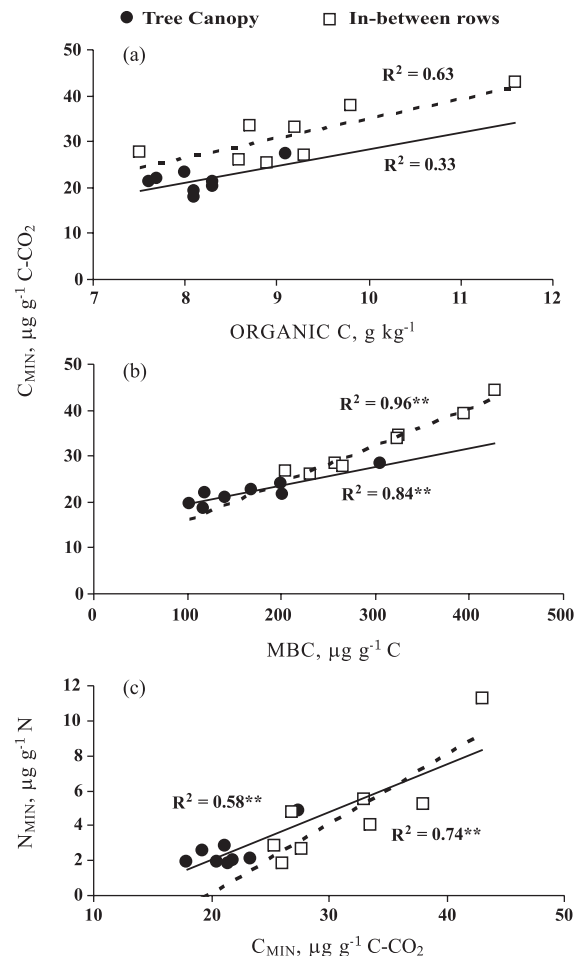 Tree Canopy In-between rows
(a)
R² = 0.63
R² = 0.33
50
40
30
20
10
0
7 8 9 10 11 12
ORGANIC C, g kg⁻¹
C_MIN, µg g⁻¹ C-CO₂
(b)
R² = 0.96**
R² = 0.84**
50
40
30
20
10
0
0 100 200 300 400 500
MBC, µg g⁻¹ C
(c)
R² = 0.58**
R² = 0.74**
12
10
8
6
4
2
0
10 20 30 40 50
N_MIN, µg g⁻¹ N
C_MIN, µg g⁻¹ C-CO₂